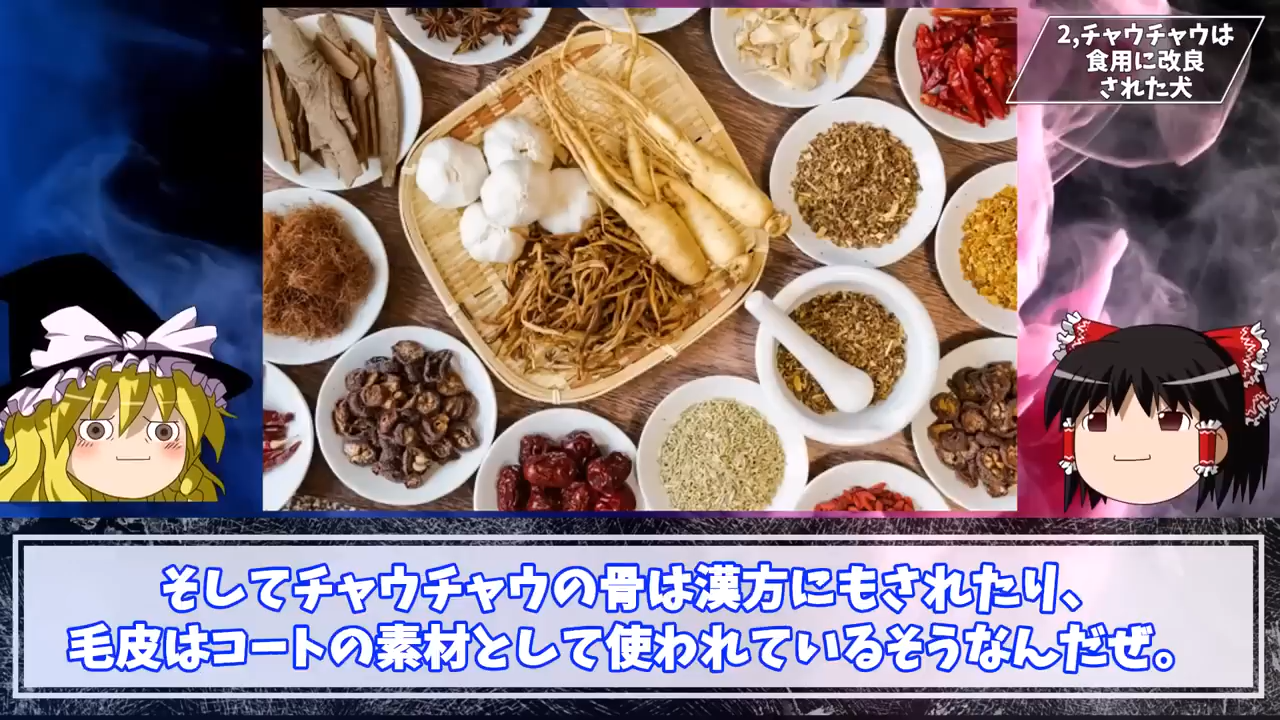 2,チャウチャウは
食用に改良
された犬
そしてチャウチャウの骨は漢方にもされたり、
毛皮はコートの素材として使われているそうなんだぜ。